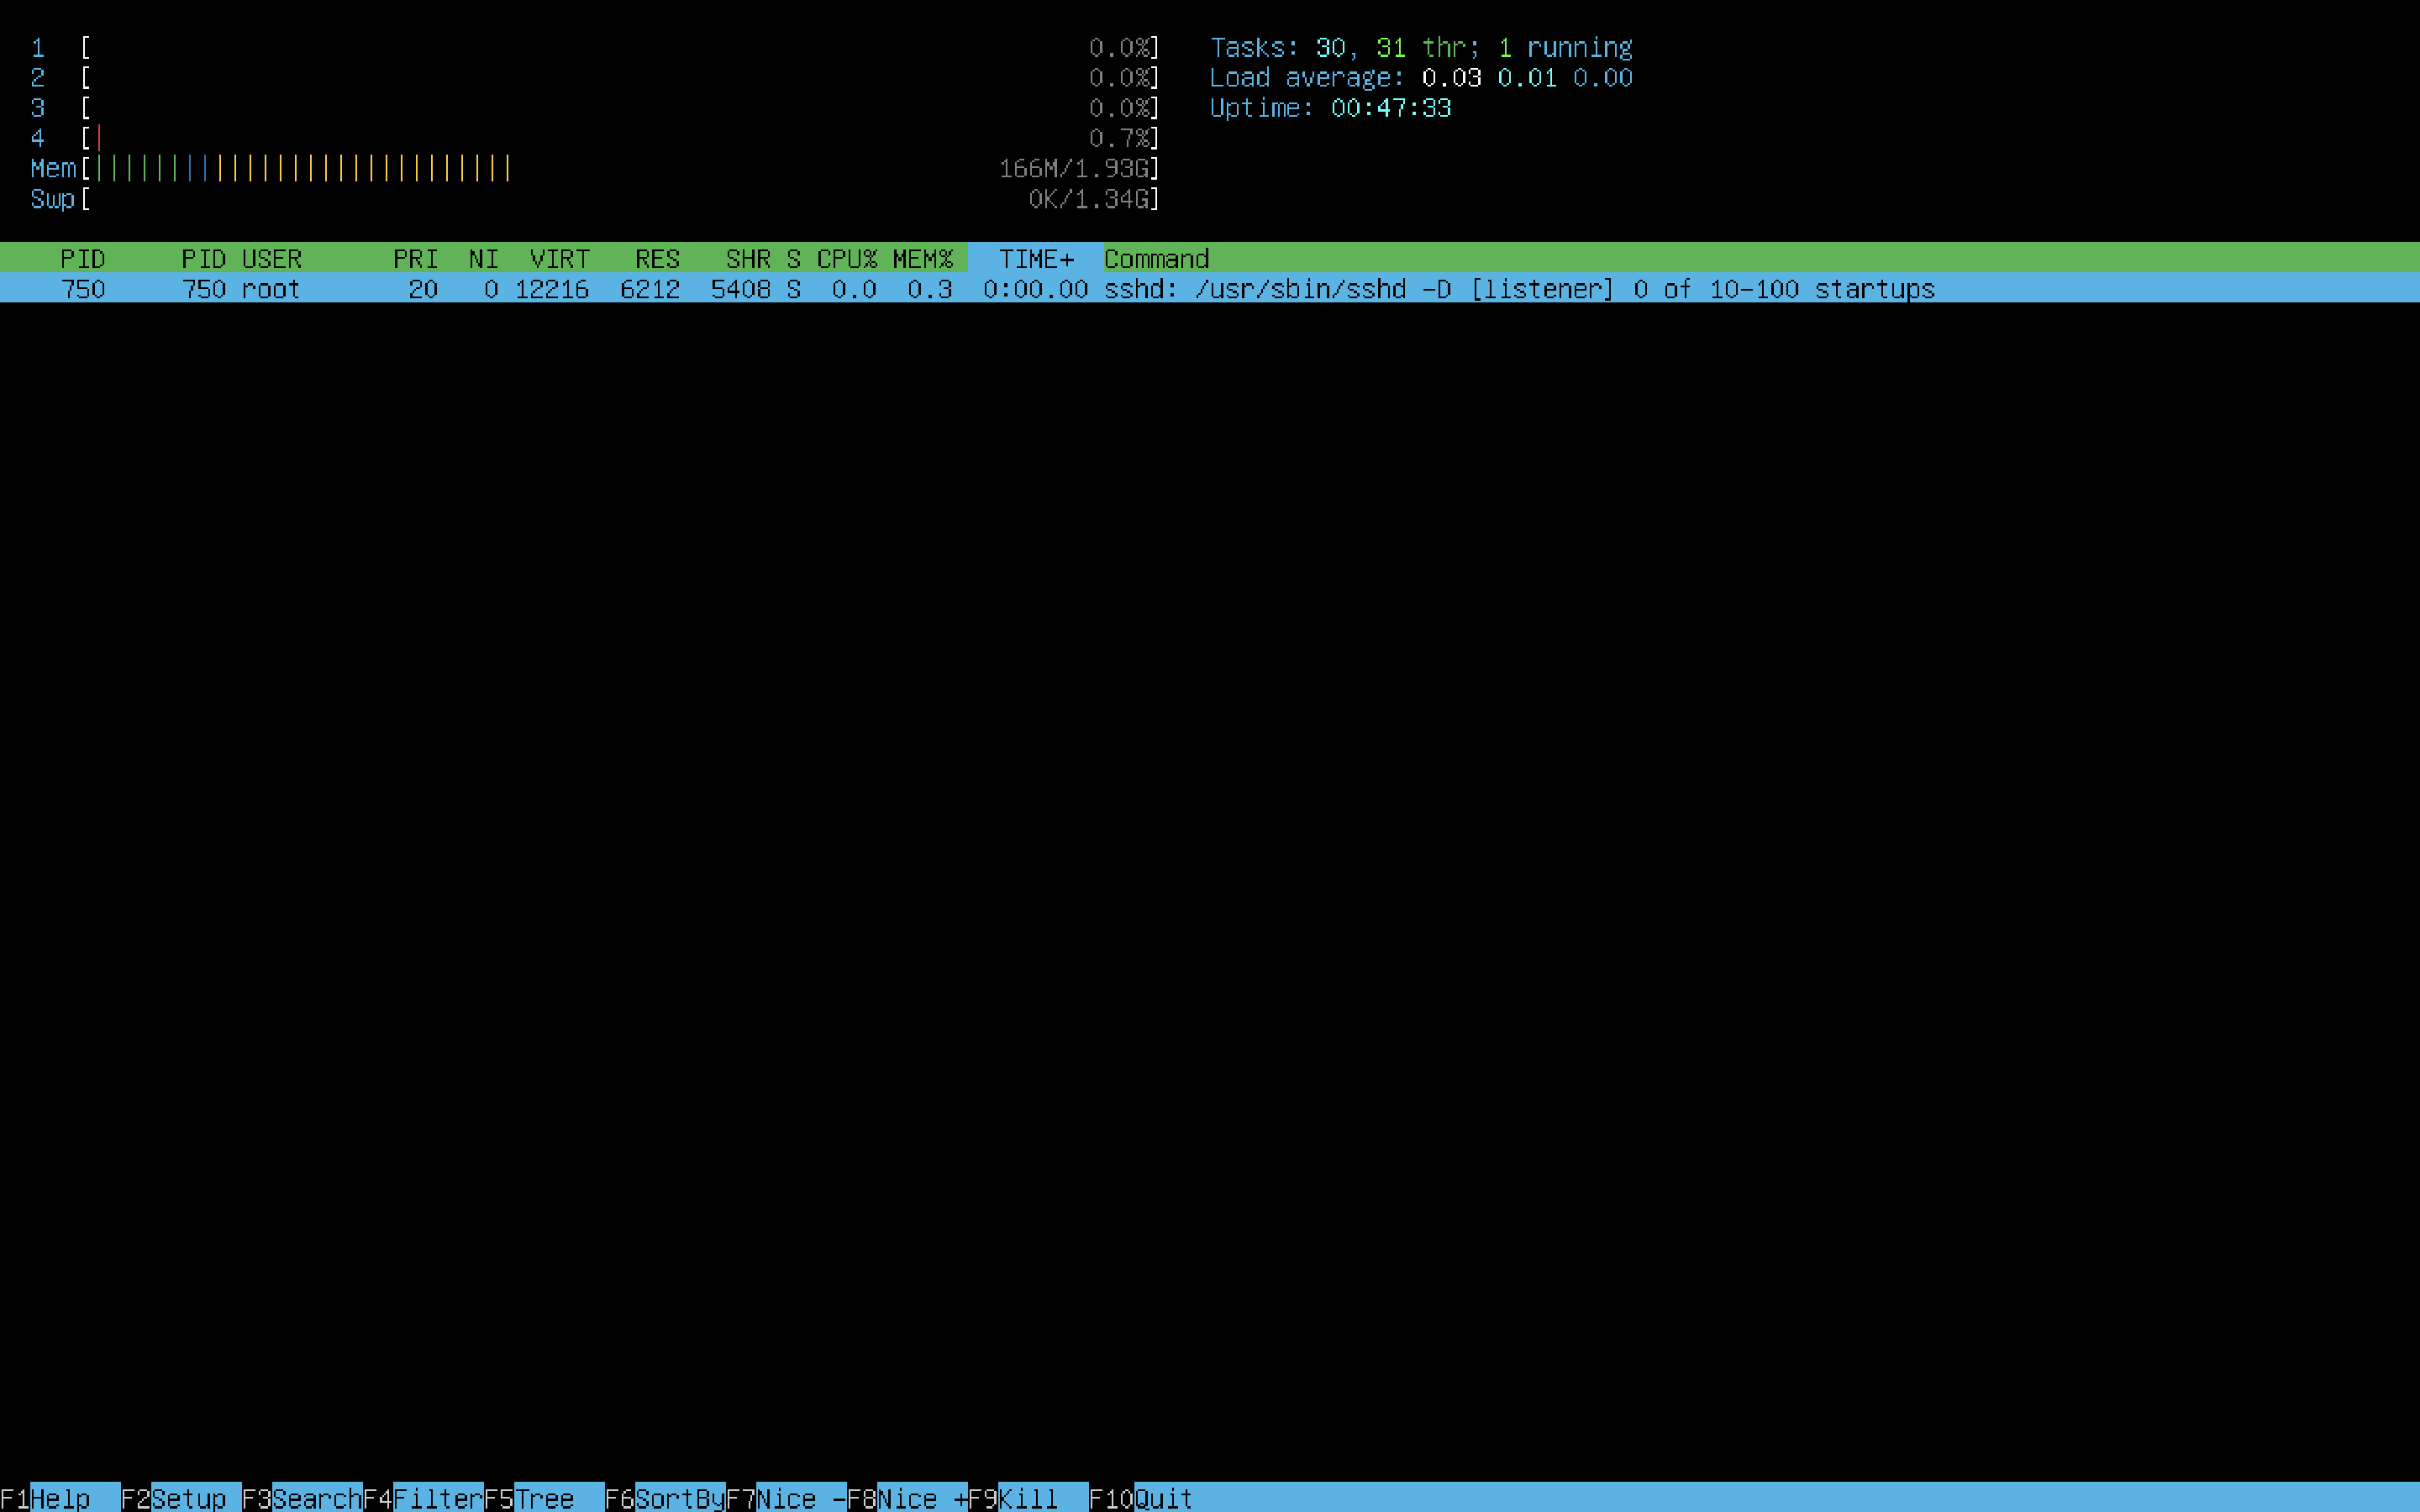 1 [ 0.0%] Tasks: 30, 31 thr; 1 running
2 [ 0.0%] Load average: 0.03 0.01 0.00
3 [ 0.0%] Uptime: 00:47:33
4 [| 0.7%]
Mem[|||||||||||||||||||||||||||| 166M/1.93G]
Swp[ 0K/1.34G]
PID PID USER PRI NI VIRT RES SHR S CPU% MEM% TIME+ Command
750 750 root 20 0 12216 6212 5408 S 0.0 0.3 0:00.00 sshd: /usr/sbin/sshd -D [listener] 0 of 10-100 startups
F1Help F2Setup F3SearchF4FilterF5Tree F6SortByF7Nice -F8Nice +F9Kill F10Quit